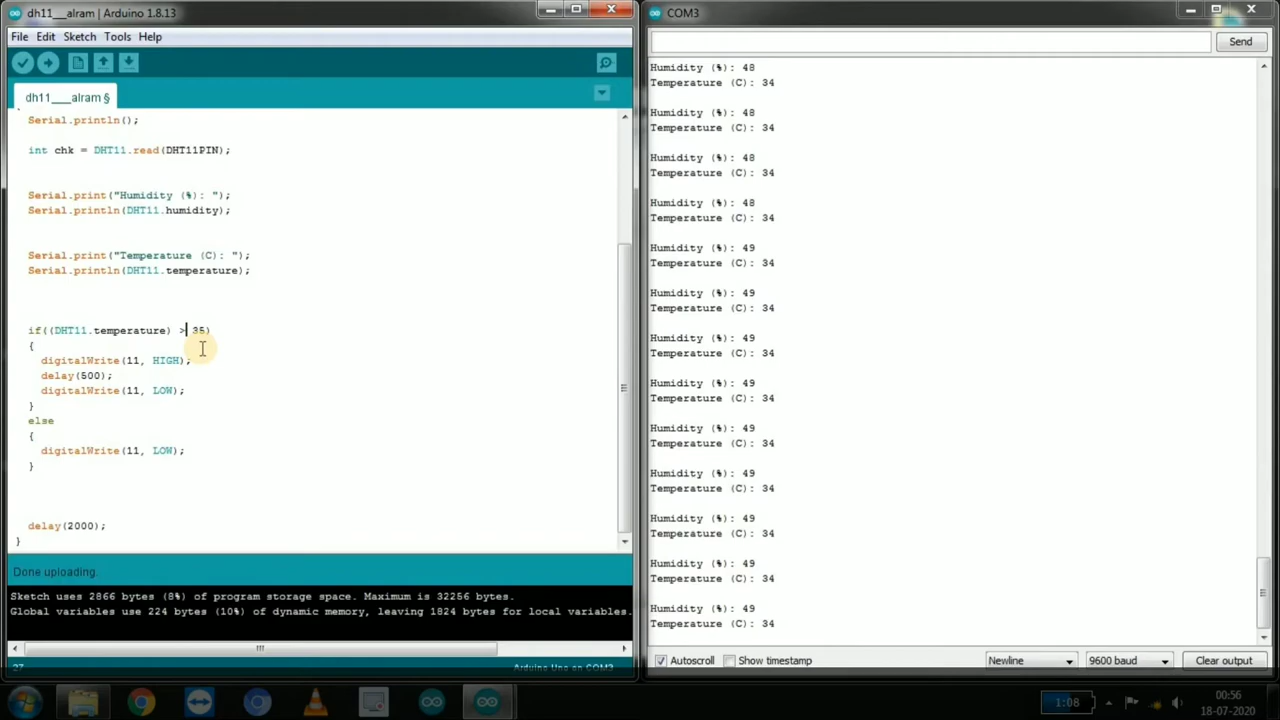 dh11___alram | Arduino 1.8.13
File Edit Sketch Tools Help
dh11___alram §
Serial.println();
int chk = DHT11.read(DHT11PIN);
Serial.print("Humidity (%): ");
Serial.println(DHT11.humidity);
Serial.print("Temperature (C): ");
Serial.println(DHT11.temperature);
if((DHT11.temperature) > 35)
{
digitalWrite(11, HIGH);
delay(500);
digitalWrite(11, LOW);
}
else
{
digitalWrite(11, LOW);
}
delay(2000);
}
Done uploading.
Sketch uses 2866 bytes (8%) of program storage space. Maximum is 32256 bytes.
Global variables use 224 bytes (10%) of dynamic memory, leaving 1824 bytes for local variables.
27
Arduino Uno on COM3
COM3
Send
Humidity (%): 48
Temperature (C): 34
Humidity (%): 48
Temperature (C): 34
Humidity (%): 48
Temperature (C): 34
Humidity (%): 48
Temperature (C): 34
Humidity (%): 49
Temperature (C): 34
Humidity (%): 49
Temperature (C): 34
Humidity (%): 49
Temperature (C): 34
Humidity (%): 49
Temperature (C): 34
Humidity (%): 49
Temperature (C): 34
Humidity (%): 49
Temperature (C): 34
Humidity (%): 49
Temperature (C): 34
Humidity (%): 49
Temperature (C): 34
Humidity (%): 49
Temperature (C): 34
Autoscroll Show timestamp Newline 9600 baud Clear output
1:08
00:56
18-07-2020